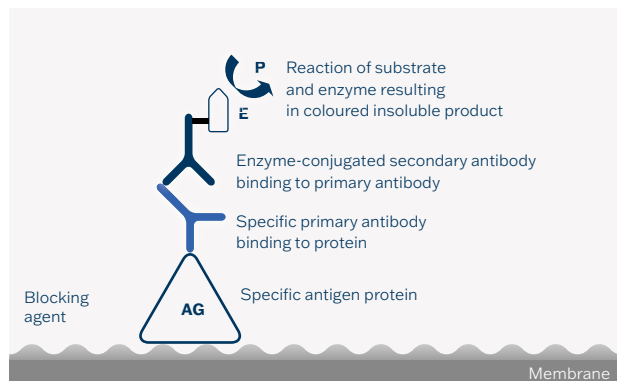 P
Reaction of substrate
and enzyme resulting
in coloured insoluble product
E
Enzyme-conjugated secondary antibody
binding to primary antibody
Specific primary antibody
binding to protein
Specific antigen protein
AG
Blocking
agent
Membrane